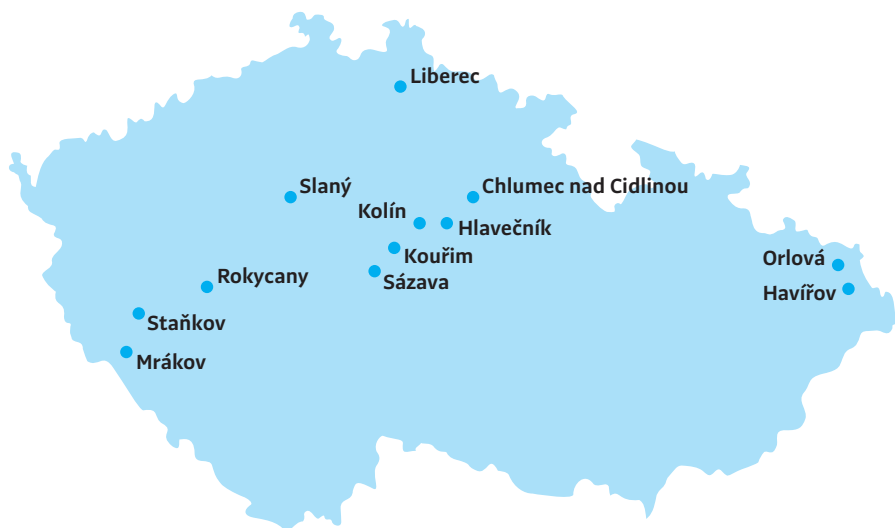 Liberec
Slaný
Chlumec nad Cidlinou
Kolín
Hlavečník
Kouřim
Sázava
Rokycany
Staňkov
Mrákov
Orlová
Havířov